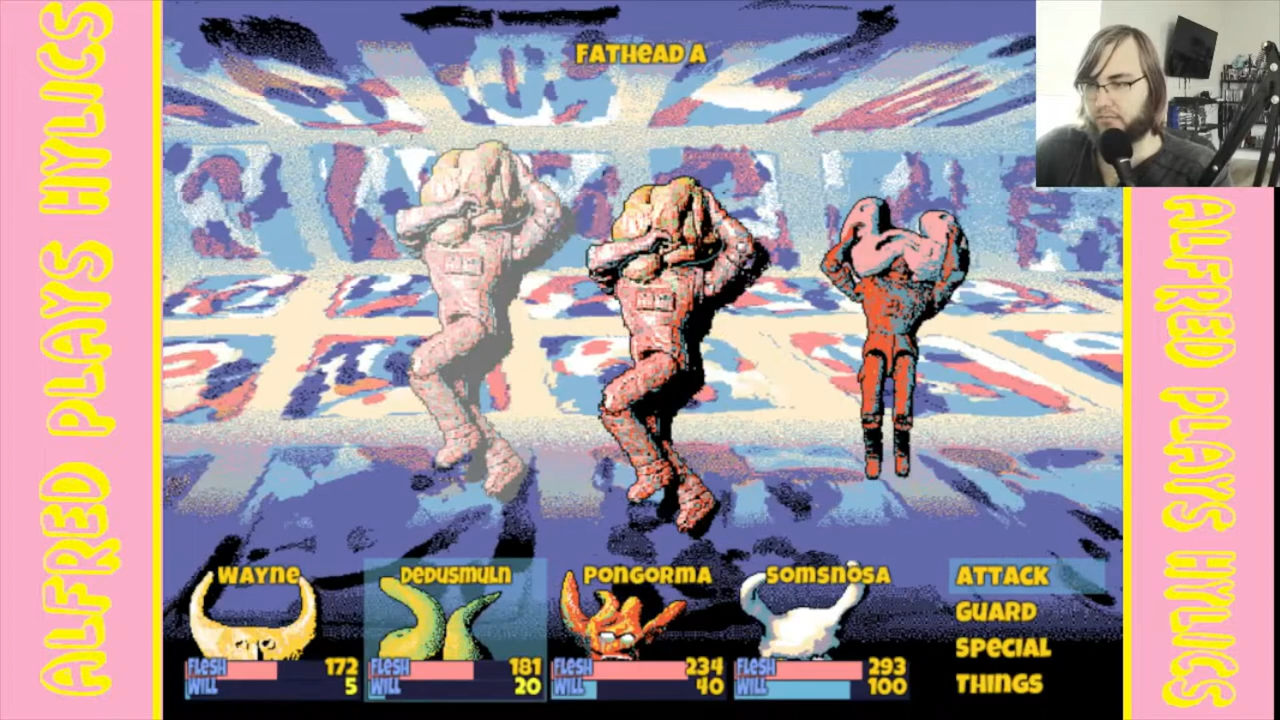 ALFRED PLAYS HYLICS
FATHEAD A
ALFRED PLAYS HYLICS
WAYNE
DEDUSMULN
PONGORMA
SOMSNOSA
FLESH 172
WILL 5
FLESH 181
WILL 20
FLESH 234
WILL 40
FLESH 293
WILL 100
ATTACK
GUARD
SPECIAL
THINGS